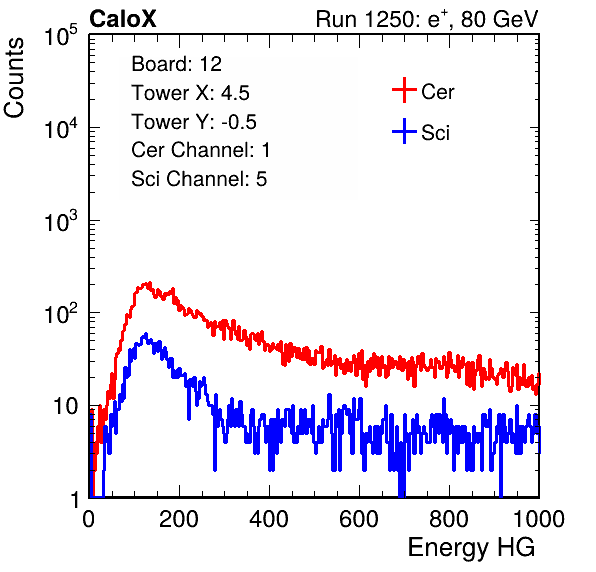 CaloX Run 1250: e⁺, 80 GeV
Counts
Board: 12
Tower X: 4.5
Tower Y: -0.5
Cer Channel: 1
Sci Channel: 5
Cer
Sci
10⁵
10⁴
10³
10²
10
1
0 200 400 600 800 1000
Energy HG